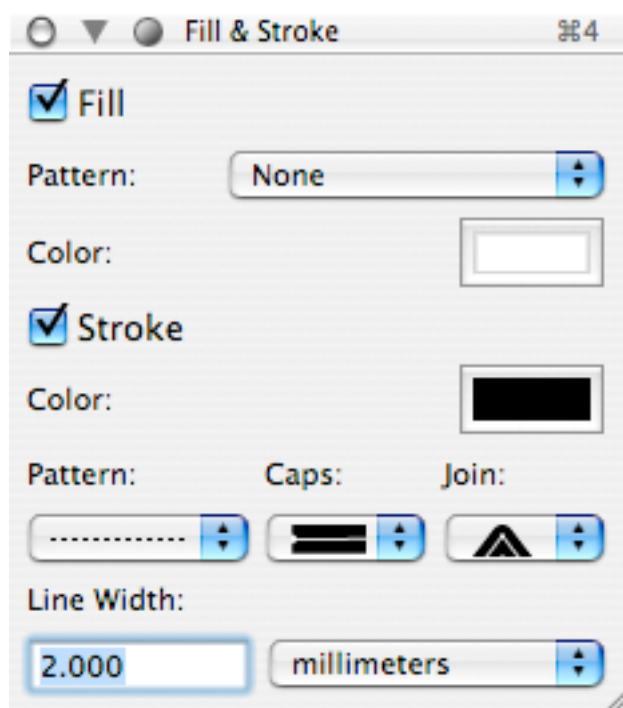 Fill & Stroke ⌘4
Fill
Pattern: None
Color:
Stroke
Color:
Pattern: Caps: Join:
Line Width:
2.000 millimeters